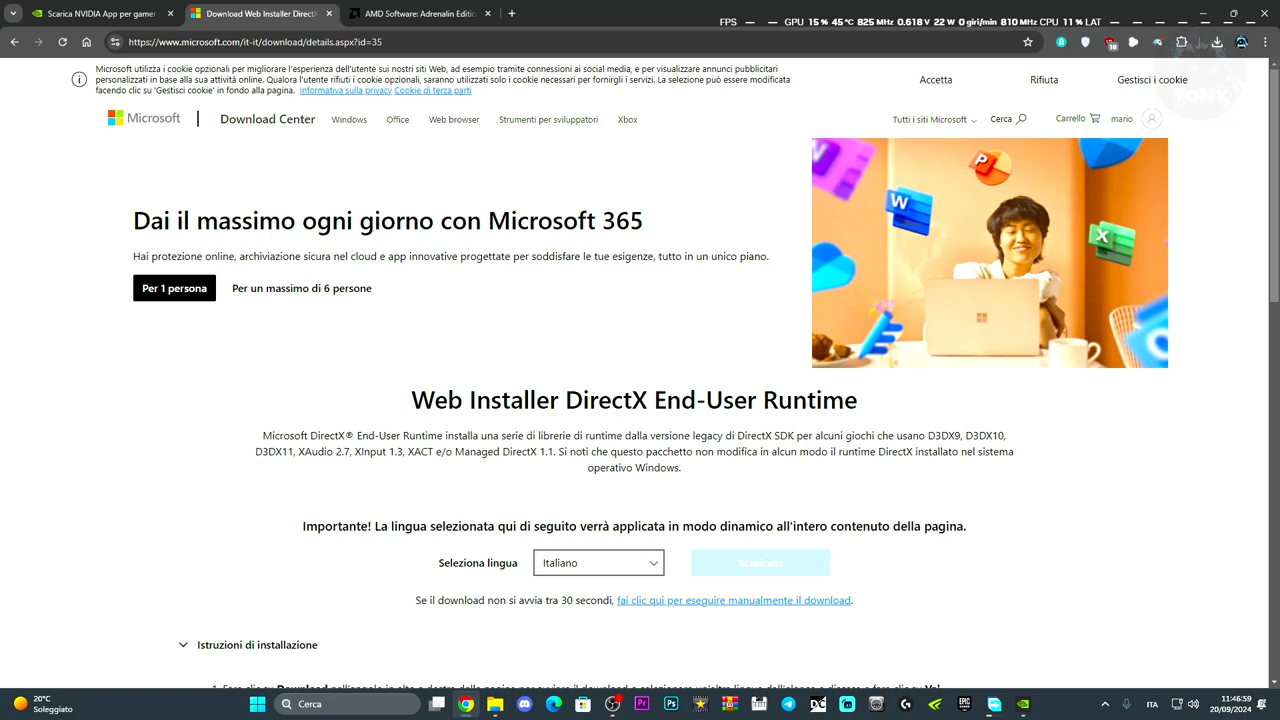 Scarica NVIDIA App per gamer
Download Web Installer DirectX
AMD Software: Adrenalin Editio
FPS — — GPU 15 % 45 °C 825 MHz 0.618 V 22 W 0 giri/min 810 MHz CPU 11 % LAT
https://www.microsoft.com/it-it/download/details.aspx?id=35
10
Microsoft utilizza i cookie opzionali per migliorare l'esperienza dell'utente sui nostri siti Web, ad esempio tramite connessioni ai social media, e per visualizzare annunci pubblicitari
personalizzati in base alla sua attività online. Qualora l'utente rifiuti i cookie opzionali, saranno utilizzati solo i cookie necessari per fornirgli i servizi. La selezione può essere modificata
facendo clic su 'Gestisci cookie' in fondo alla pagina. Informativa sulla privacy Cookie di terza parti
Accetta Rifiuta Gestisci i cookie
ToNK
Microsoft Download Center Windows Office Web browser Strumenti per sviluppatori Xbox
Tutti i siti Microsoft Cerca Carrello mario
Dai il massimo ogni giorno con Microsoft 365
Hai protezione online, archiviazione sicura nel cloud e app innovative progettate per soddisfare le tue esigenze, tutto in un unico piano.
Per 1 persona Per un massimo di 6 persone
W
P
X
Web Installer DirectX End-User Runtime
Microsoft DirectX® End-User Runtime installa una serie di librerie di runtime dalla versione legacy di DirectX SDK per alcuni giochi che usano D3DX9, D3DX10,
D3DX11, XAudio 2.7, XInput 1.3, XACT e/o Managed DirectX 1.1. Si noti che questo pacchetto non modifica in alcun modo il runtime DirectX installato nel sistema
operativo Windows.
Importante! La lingua selezionata qui di seguito verrà applicata in modo dinamico all'intero contenuto della pagina.
Seleziona lingua Italiano Scaricato
Se il download non si avvia tra 30 secondi, fai clic qui per eseguire manualmente il download.
Istruzioni di installazione
20°C
Soleggiato
Cerca
Pr
Ps
DC
EPIC
ITA
11:46:59
20/09/2024